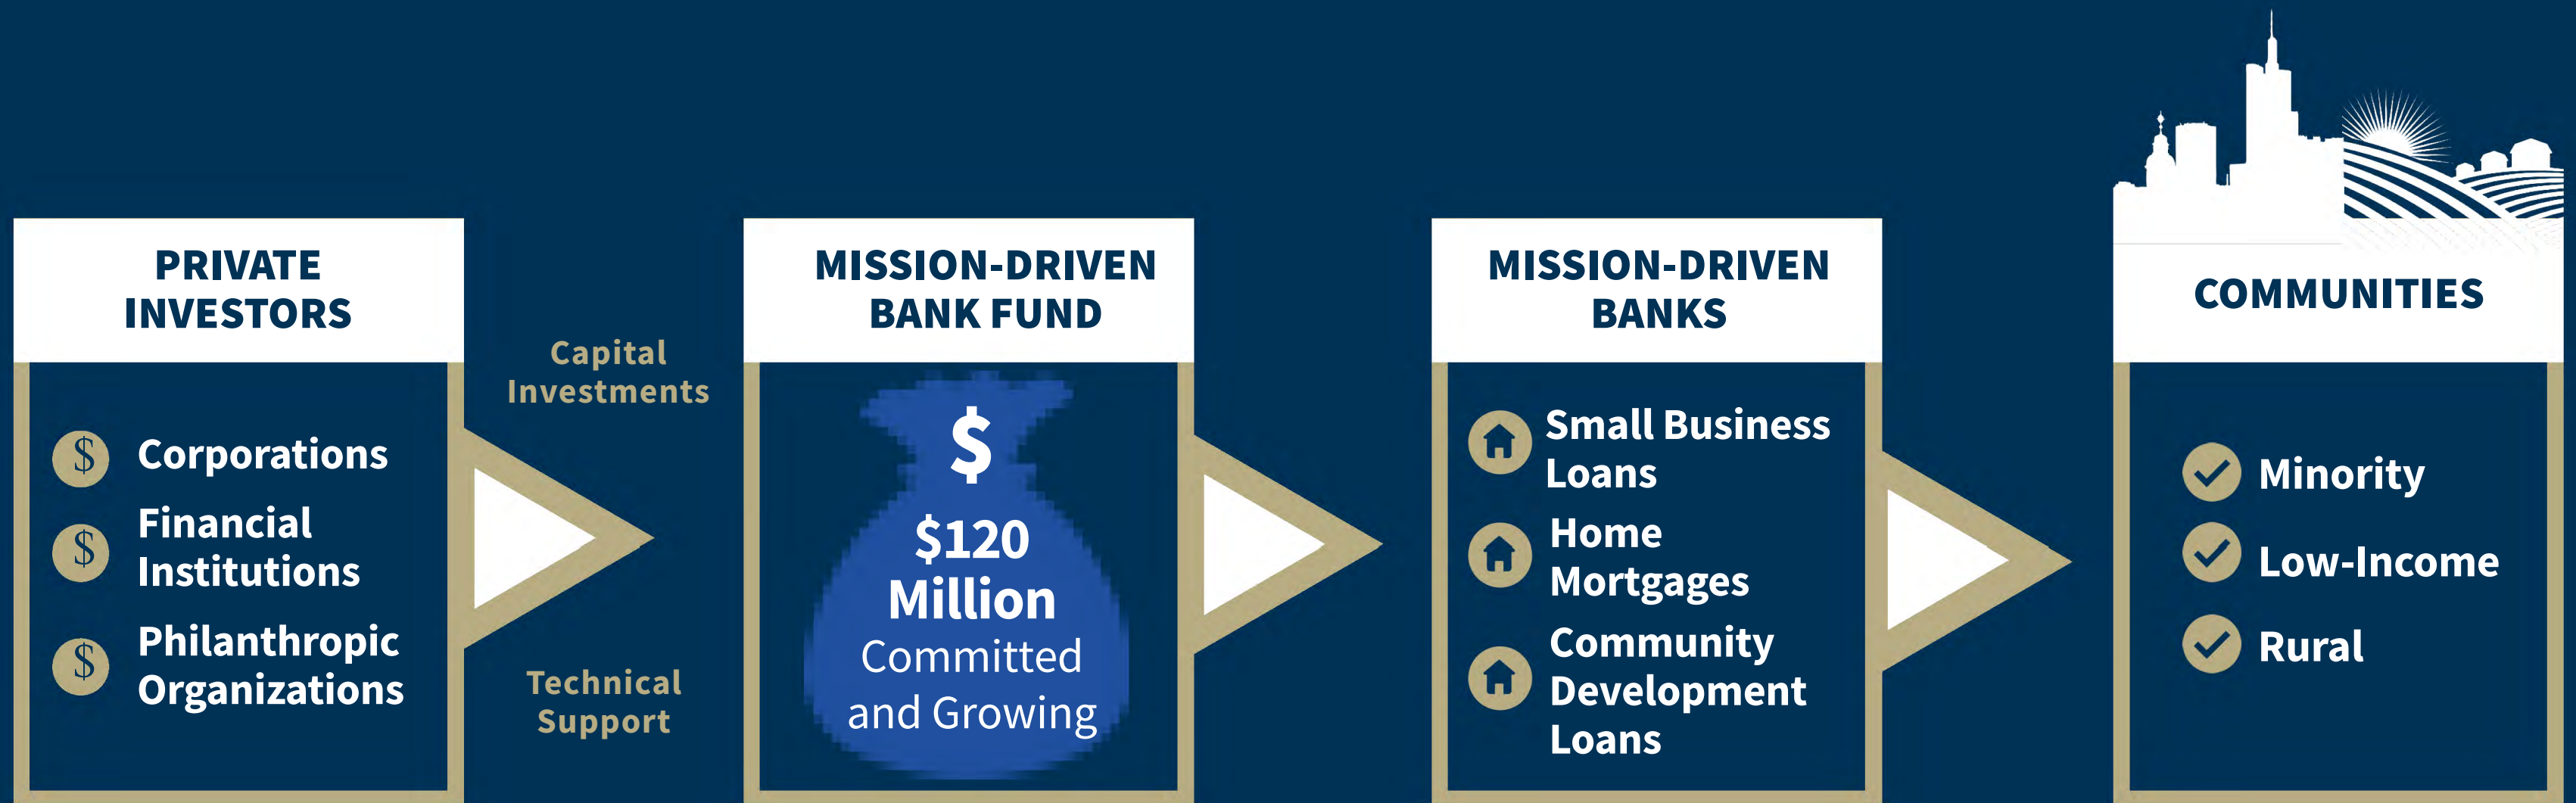 PRIVATE
INVESTORS
$ Corporations
$ Financial
Institutions
$ Philanthropic
Organizations
Capital
Investments
Technical
Support
MISSION-DRIVEN
BANK FUND
$
$120
Million
Committed
and Growing
MISSION-DRIVEN
BANKS
Small Business
Loans
Home
Mortgages
Community
Development
Loans
COMMUNITIES
Minority
Low-Income
Rural